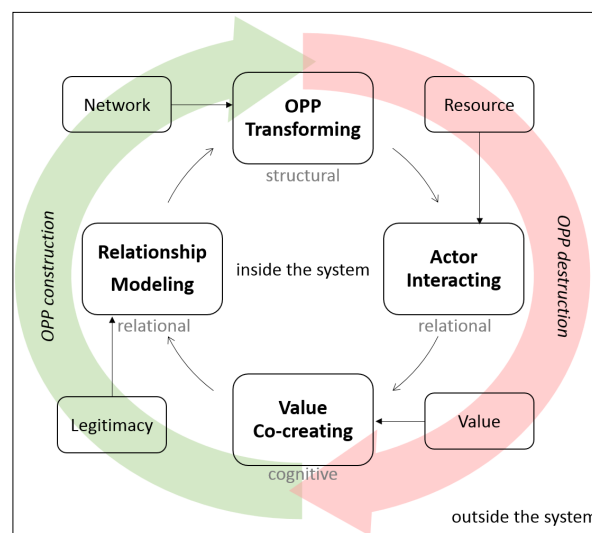 Network
OPP
Transforming
structural
Resource
OPP construction
Relationship
Modeling
relational
inside the system
Actor
Interacting
relational
OPP destruction
Legitimacy
Value
Co-creating
cognitive
Value
outside the system